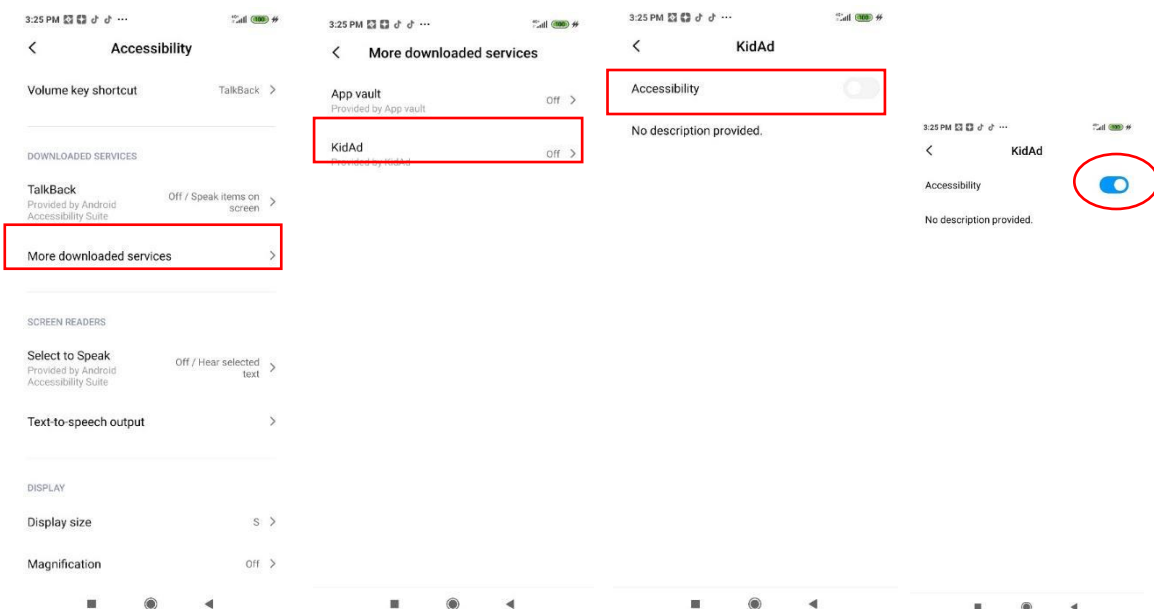 3:25 PM
Accessibility
Volume key shortcut
TalkBack
DOWNLOADED SERVICES
TalkBack
Provided by Android
Accessibility Suite
Off / Speak items on
screen
More downloaded services
SCREEN READERS
Select to Speak
Provided by Android
Accessibility Suite
Off / Hear selected
text
Text-to-speech output
DISPLAY
Display size
S
Magnification
Off
3:25 PM
More downloaded services
App vault
Provided by App vault
Off
KidAd
Provided by KidAd
Off
3:25 PM
KidAd
Accessibility
No description provided.
3:25 PM
KidAd
Accessibility
No description provided.